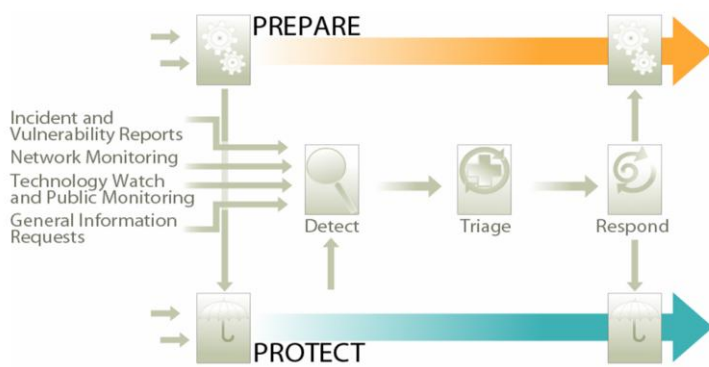 PREPARE
Incident and
Vulnerability Reports
Network Monitoring
Technology Watch
and Public Monitoring
General Information
Requests
Detect
Triage
Respond
PROTECT